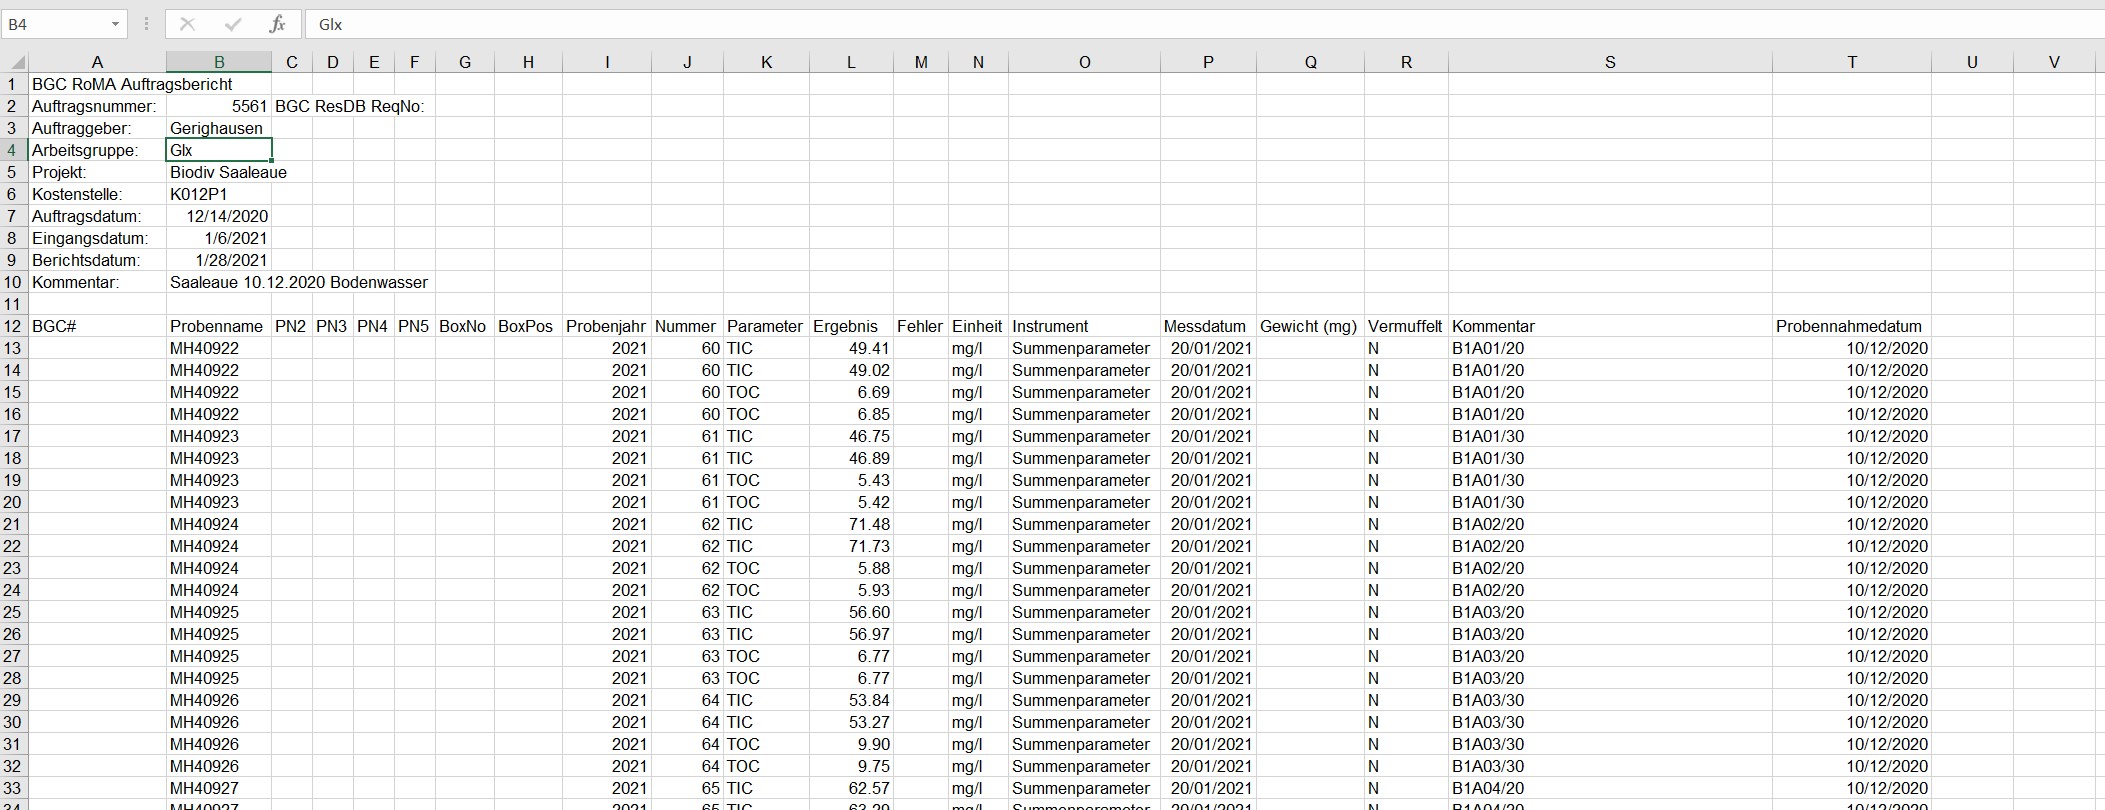 B4 fx Glx
A B C D E F G H I J K L M N O P Q R S T U V
1 BGC RoMA Auftragsbericht
2 Auftragsnummer: 5561 BGC ResDB ReqNo:
3 Auftraggeber: Gerighausen
4 Arbeitsgruppe: Glx
5 Projekt: Biodiv Saaleaue
6 Kostenstelle: K012P1
7 Auftragsdatum: 12/14/2020
8 Eingangsdatum: 1/6/2021
9 Berichtsdatum: 1/28/2021
10 Kommentar: Saaleaue 10.12.2020 Bodenwasser
11
12 BGC# Probenname PN2 PN3 PN4 PN5 BoxNo BoxPos Probenjahr Nummer Parameter Ergebnis Fehler Einheit Instrument Messdatum Gewicht (mg) Vermuffelt Kommentar Probennahmedatum
13 MH40922 2021 60 TIC 49.41 mg/l Summenparameter 20/01/2021 N B1A01/20 10/12/2020
14 MH40922 2021 60 TIC 49.02 mg/l Summenparameter 20/01/2021 N B1A01/20 10/12/2020
15 MH40922 2021 60 TOC 6.69 mg/l Summenparameter 20/01/2021 N B1A01/20 10/12/2020
16 MH40922 2021 60 TOC 6.85 mg/l Summenparameter 20/01/2021 N B1A01/20 10/12/2020
17 MH40923 2021 61 TIC 46.75 mg/l Summenparameter 20/01/2021 N B1A01/30 10/12/2020
18 MH40923 2021 61 TIC 46.89 mg/l Summenparameter 20/01/2021 N B1A01/30 10/12/2020
19 MH40923 2021 61 TOC 5.43 mg/l Summenparameter 20/01/2021 N B1A01/30 10/12/2020
20 MH40923 2021 61 TOC 5.42 mg/l Summenparameter 20/01/2021 N B1A01/30 10/12/2020
21 MH40924 2021 62 TIC 71.48 mg/l Summenparameter 20/01/2021 N B1A02/20 10/12/2020
22 MH40924 2021 62 TIC 71.73 mg/l Summenparameter 20/01/2021 N B1A02/20 10/12/2020
23 MH40924 2021 62 TOC 5.88 mg/l Summenparameter 20/01/2021 N B1A02/20 10/12/2020
24 MH40924 2021 62 TOC 5.93 mg/l Summenparameter 20/01/2021 N B1A02/20 10/12/2020
25 MH40925 2021 63 TIC 56.60 mg/l Summenparameter 20/01/2021 N B1A03/20 10/12/2020
26 MH40925 2021 63 TIC 56.97 mg/l Summenparameter 20/01/2021 N B1A03/20 10/12/2020
27 MH40925 2021 63 TOC 6.77 mg/l Summenparameter 20/01/2021 N B1A03/20 10/12/2020
28 MH40925 2021 63 TOC 6.77 mg/l Summenparameter 20/01/2021 N B1A03/20 10/12/2020
29 MH40926 2021 64 TIC 53.84 mg/l Summenparameter 20/01/2021 N B1A03/30 10/12/2020
30 MH40926 2021 64 TIC 53.27 mg/l Summenparameter 20/01/2021 N B1A03/30 10/12/2020
31 MH40926 2021 64 TOC 9.90 mg/l Summenparameter 20/01/2021 N B1A03/30 10/12/2020
32 MH40926 2021 64 TOC 9.75 mg/l Summenparameter 20/01/2021 N B1A03/30 10/12/2020
33 MH40927 2021 65 TIC 62.57 mg/l Summenparameter 20/01/2021 N B1A04/20 10/12/2020